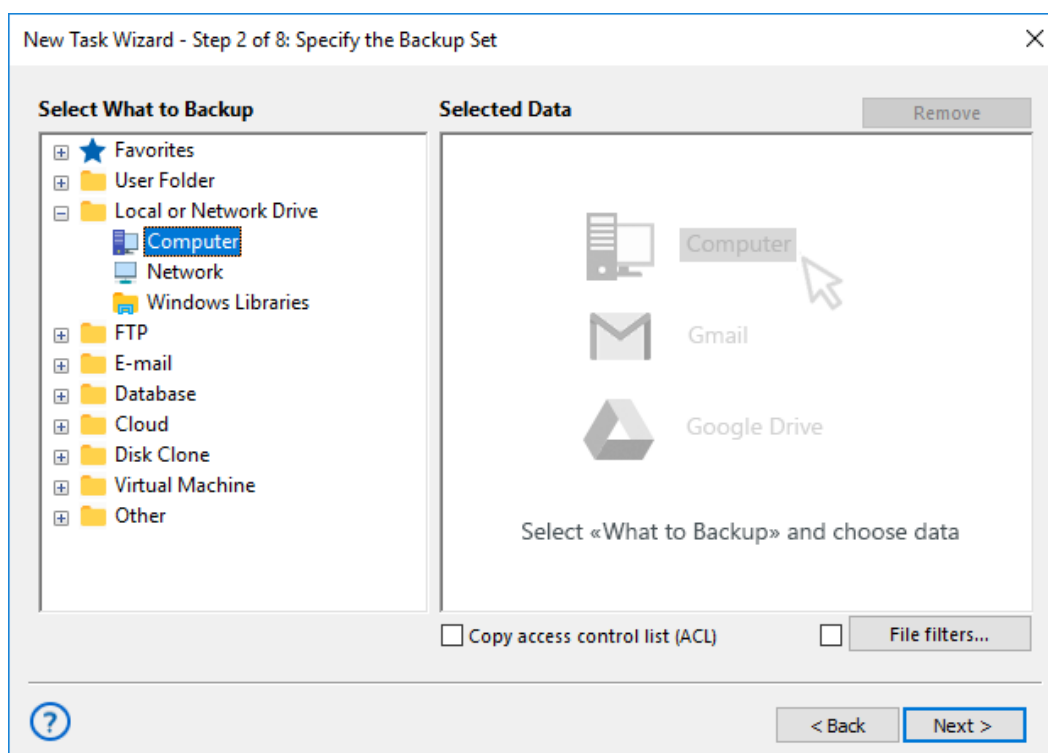 New Task Wizard - Step 2 of 8: Specify the Backup Set
Select What to Backup
Favorites
User Folder
Local or Network Drive
Computer
Network
Windows Libraries
FTP
E-mail
Database
Cloud
Disk Clone
Virtual Machine
Other
Selected Data
Remove
Computer
Gmail
Google Drive
Select «What to Backup» and choose data
Copy access control list (ACL)
File filters...
?
< Back
Next >